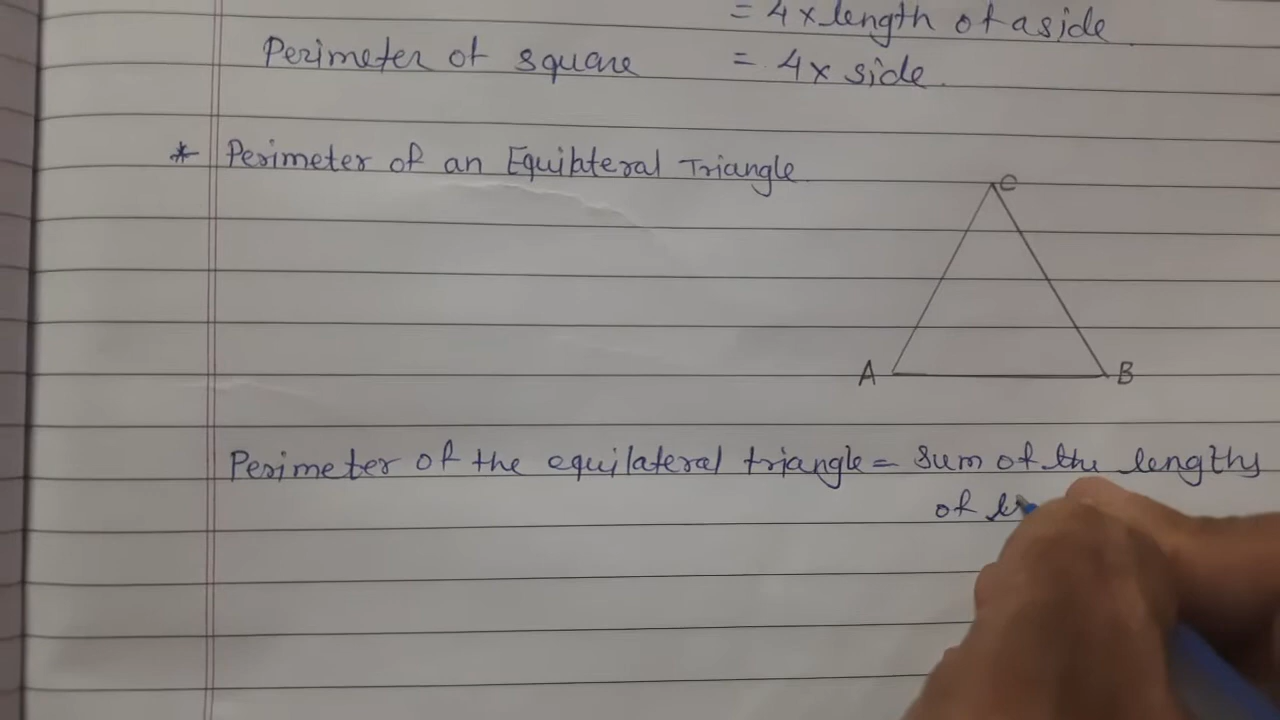 = 4 x length of a side
Perimeter of square = 4 x side.
* Perimeter of an Equilateral Triangle
C
A B
Perimeter of the equilateral triangle = Sum of the lengths
of